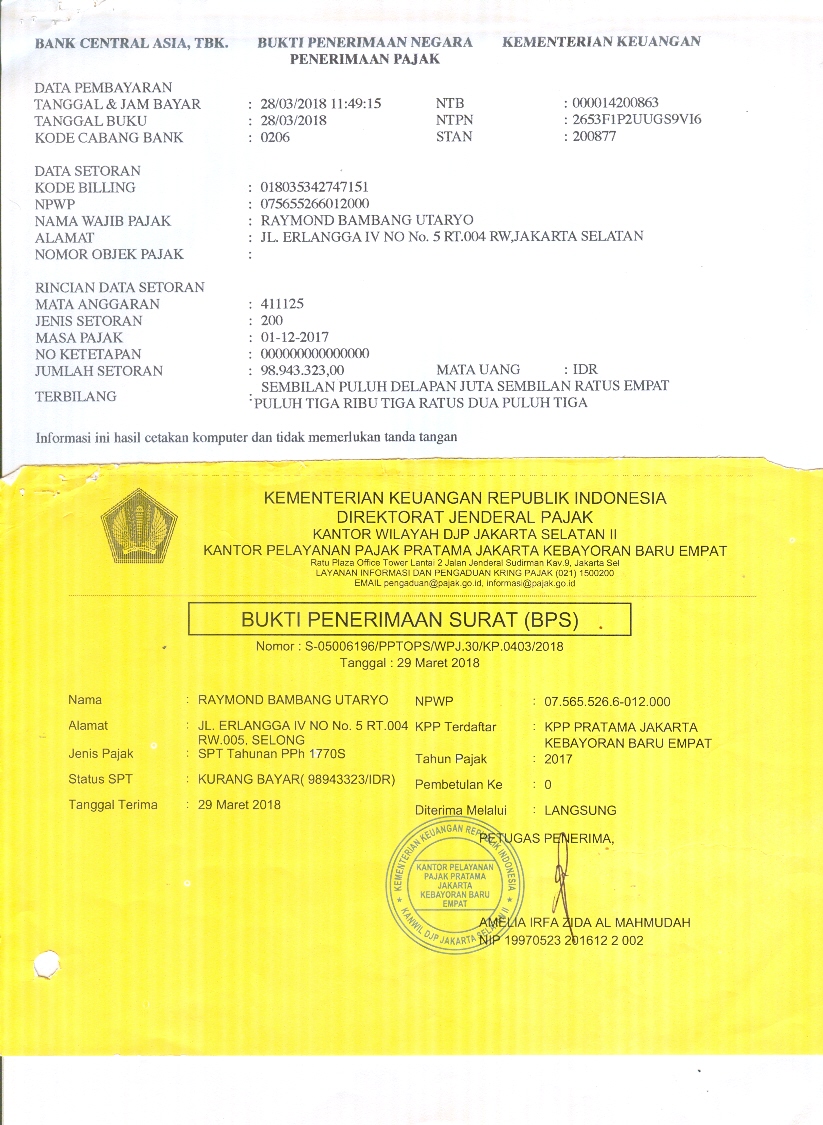 BANK CENTRAL ASIA, TBK. BUKTI PENERIMAAN NEGARA KEMENTERIAN KEUANGAN
PENERIMAAN PAJAK
DATA PEMBAYARAN
TANGGAL & JAM BAYAR : 28/03/2018 11:49:15 NTB : 000014200863
TANGGAL BUKU : 28/03/2018 NTPN : 2653F1P2UUGS9VI6
KODE CABANG BANK : 0206 STAN : 200877
DATA SETORAN
KODE BILLING : 018035342747151
NPWP : 075655266012000
NAMA WAJIB PAJAK : RAYMOND BAMBANG UTARYO
ALAMAT : JL. ERLANGGA IV NO No. 5 RT.004 RW,JAKARTA SELATAN
NOMOR OBJEK PAJAK :
RINCIAN DATA SETORAN
MATA ANGGARAN : 411125
JENIS SETORAN : 200
MASA PAJAK : 01-12-2017
NO KETETAPAN : 000000000000000
JUMLAH SETORAN : 98.943.323,00 MATA UANG : IDR
TERBILANG : SEMBILAN PULUH DELAPAN JUTA SEMBILAN RATUS EMPAT
PULUH TIGA RIBU TIGA RATUS DUA PULUH TIGA
Informasi ini hasil cetakan komputer dan tidak memerlukan tanda tangan
KEMENTERIAN KEUANGAN REPUBLIK INDONESIA
DIREKTORAT JENDERAL PAJAK
KANTOR WILAYAH DJP JAKARTA SELATAN II
KANTOR PELAYANAN PAJAK PRATAMA JAKARTA KEBAYORAN BARU EMPAT
Ratu Plaza Office Tower Lantai 2 Jalan Jenderal Sudirman Kav.9, Jakarta Sel
LAYANAN INFORMASI DAN PENGADUAN KRING PAJAK (021) 1500200
EMAIL pengaduan@pajak.go.id, informasi@pajak.go.id
BUKTI PENERIMAAN SURAT (BPS)
Nomor : S-05006196/PPTOPS/WPJ.30/KP.0403/2018
Tanggal : 29 Maret 2018
Nama : RAYMOND BAMBANG UTARYO NPWP : 07.565.526.6-012.000
Alamat : JL. ERLANGGA IV NO No. 5 RT.004 KPP Terdaftar : KPP PRATAMA JAKARTA
RW.005. SELONG KEBAYORAN BARU EMPAT
Jenis Pajak : SPT Tahunan PPh 1770S Tahun Pajak : 2017
Status SPT : KURANG BAYAR( 98943323/IDR) Pembetulan Ke : 0
Tanggal Terima : 29 Maret 2018 Diterima Melalui : LANGSUNG
PETUGAS PENERIMA,
KEMENTERIAN KEUANGAN REPUBLIK INDONESIA
KANTOR PELAYANAN
PAJAK PRATAMA
JAKARTA
KEBAYORAN BARU
EMPAT
KANWIL DJP JAKARTA SELATAN II
AMELIA IRFA ZIDA AL MAHMUDAH
NIP 19970523 201612 2 002